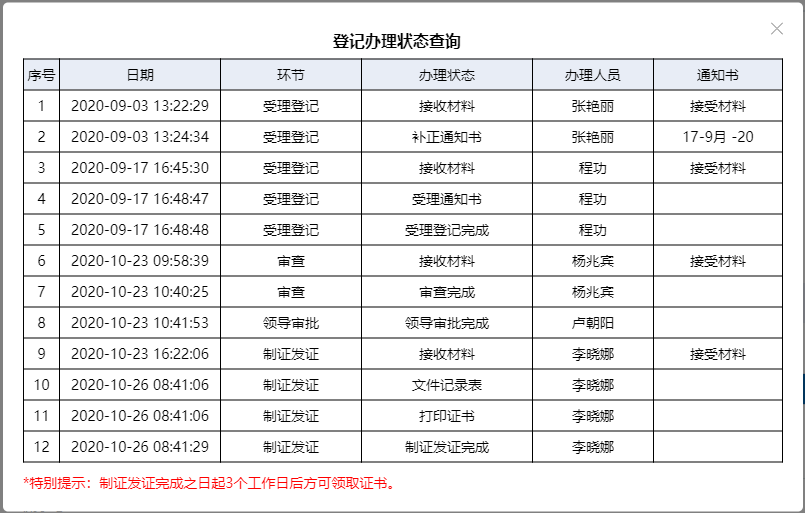 登记办理状态查询
序号 日期 环节 办理状态 办理人员 通知书
1 2020-09-03 13:22:29 受理登记 接收材料 张艳丽 接受材料
2 2020-09-03 13:24:34 受理登记 补正通知书 张艳丽 17-9月 -20
3 2020-09-17 16:45:30 受理登记 接收材料 程功 接受材料
4 2020-09-17 16:48:47 受理登记 受理通知书 程功
5 2020-09-17 16:48:48 受理登记 受理登记完成 程功
6 2020-10-23 09:58:39 审查 接收材料 杨兆宾 接受材料
7 2020-10-23 10:40:25 审查 审查完成 杨兆宾
8 2020-10-23 10:41:53 领导审批 领导审批完成 卢朝阳
9 2020-10-23 16:22:06 制证发证 接收材料 李晓娜 接受材料
10 2020-10-26 08:41:06 制证发证 文件记录表 李晓娜
11 2020-10-26 08:41:06 制证发证 打印证书 李晓娜
12 2020-10-26 08:41:29 制证发证 制证发证完成 李晓娜
*特别提示：制证发证完成之日起3个工作日后方可领取证书。